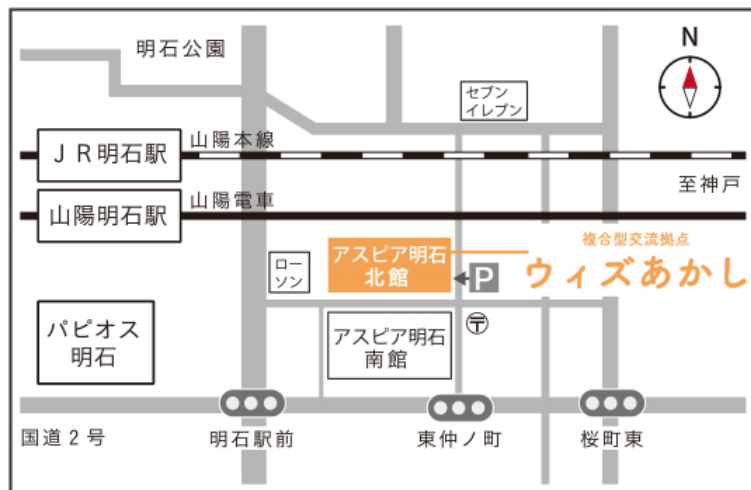 明石公園
N
セブン
イレブン
JR明石駅
山陽本線
至神戸
山陽明石駅
山陽電車
複合型交流拠点
ウィズあかし
アスピア明石
北館
P
ロー
ソン
パピオス
明石
アスピア明石
南館
〒
国道2号
明石駅前
東仲ノ町
桜町東